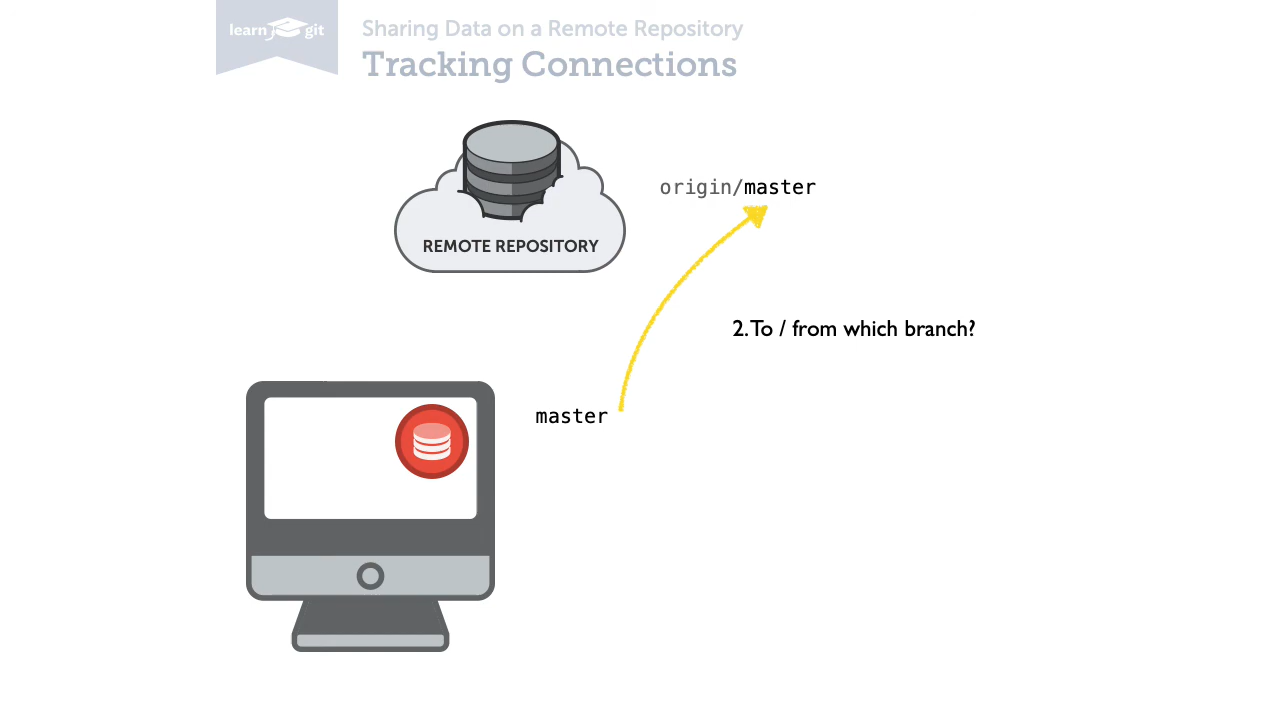 learn git
Sharing Data on a Remote Repository
Tracking Connections
origin/master
REMOTE REPOSITORY
2. To / from which branch?
master